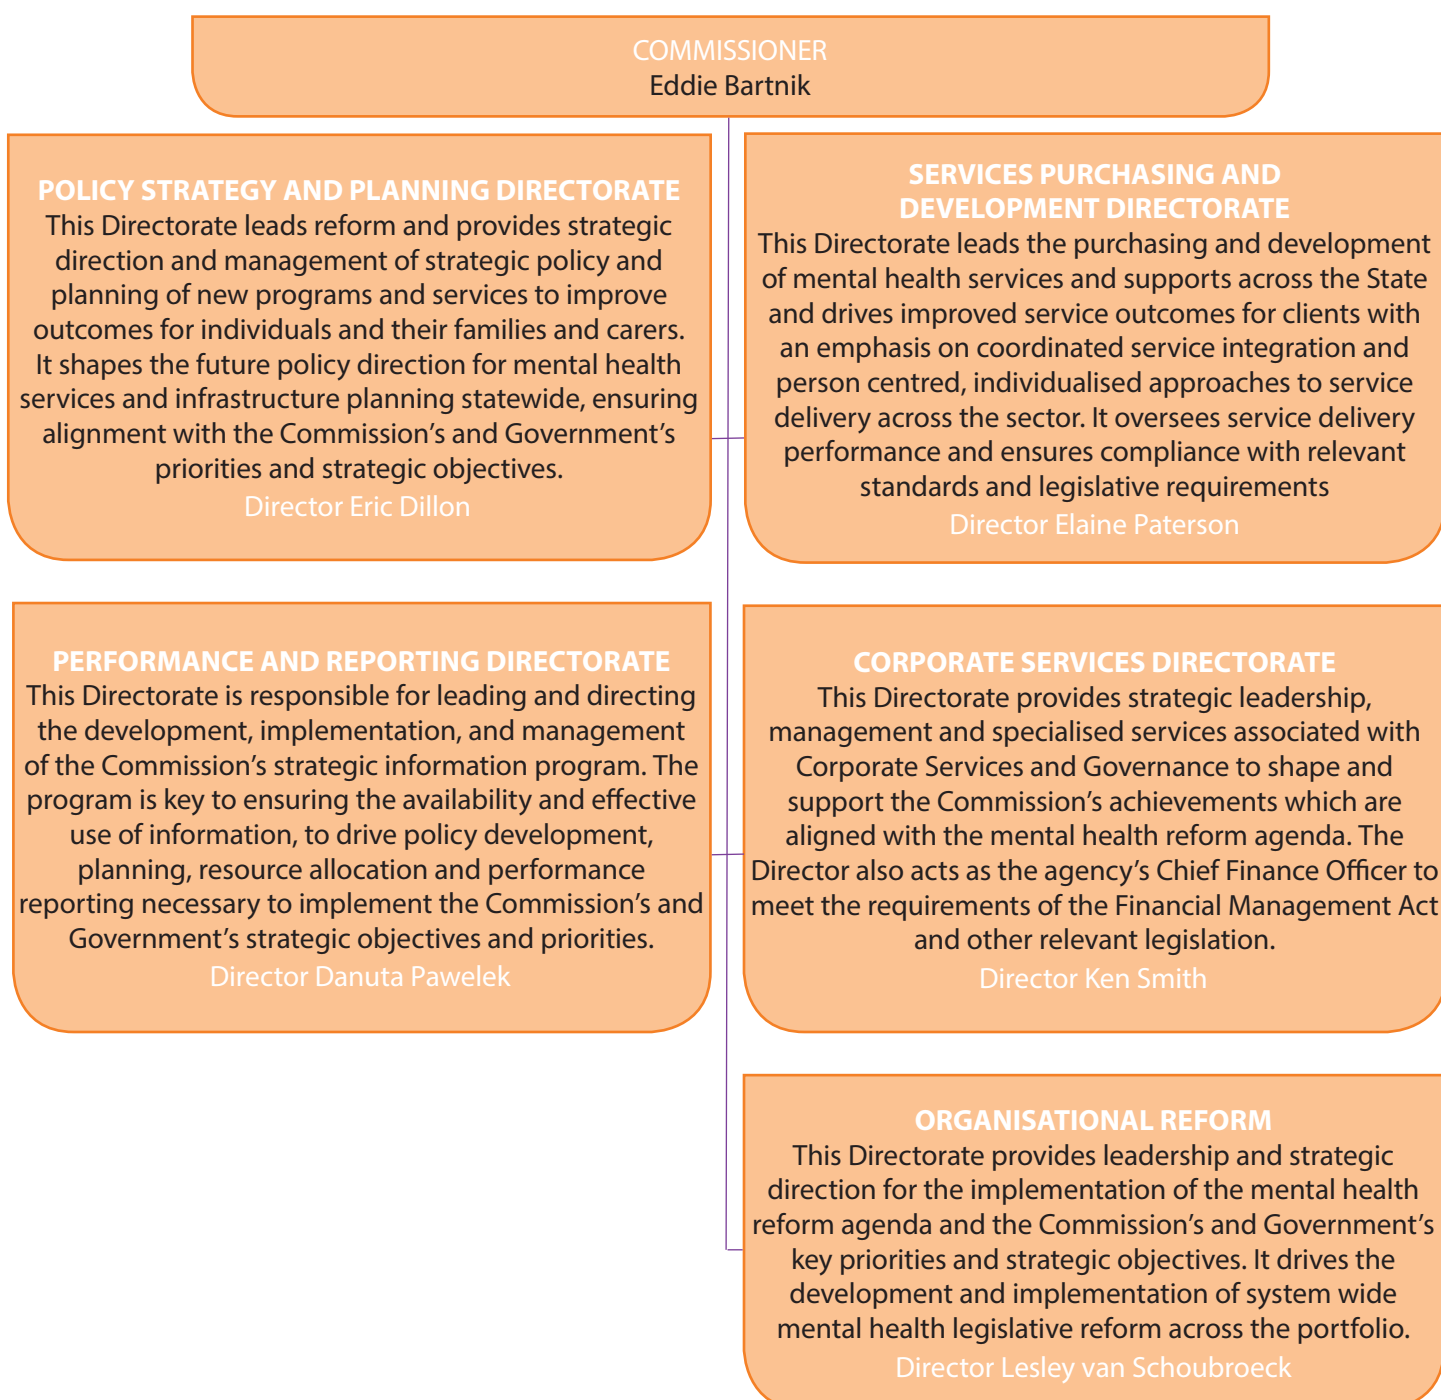 COMMISSIONER
Eddie Bartnik
POLICY STRATEGY AND PLANNING DIRECTORATE
This Directorate leads reform and provides strategic
direction and management of strategic policy and
planning of new programs and services to improve
outcomes for individuals and their families and carers.
It shapes the future policy direction for mental health
services and infrastructure planning statewide, ensuring
alignment with the Commission’s and Government’s
priorities and strategic objectives.
Director Eric Dillon
SERVICES PURCHASING AND
DEVELOPMENT DIRECTORATE
This Directorate leads the purchasing and development
of mental health services and supports across the State
and drives improved service outcomes for clients with
an emphasis on coordinated service integration and
person centred, individualised approaches to service
delivery across the sector. It oversees service delivery
performance and ensures compliance with relevant
standards and legislative requirements
Director Elaine Paterson
PERFORMANCE AND REPORTING DIRECTORATE
This Directorate is responsible for leading and directing
the development, implementation, and management
of the Commission’s strategic information program. The
program is key to ensuring the availability and effective
use of information, to drive policy development,
planning, resource allocation and performance
reporting necessary to implement the Commission’s and
Government’s strategic objectives and priorities.
Director Danuta Pawelek
CORPORATE SERVICES DIRECTORATE
This Directorate provides strategic leadership,
management and specialised services associated with
Corporate Services and Governance to shape and
support the Commission’s achievements which are
aligned with the mental health reform agenda. The
Director also acts as the agency’s Chief Finance Officer to
meet the requirements of the Financial Management Act
and other relevant legislation.
Director Ken Smith
ORGANISATIONAL REFORM
This Directorate provides leadership and strategic
direction for the implementation of the mental health
reform agenda and the Commission’s and Government’s
key priorities and strategic objectives. It drives the
development and implementation of system wide
mental health legislative reform across the portfolio.
Director Lesley van Schoubroeck